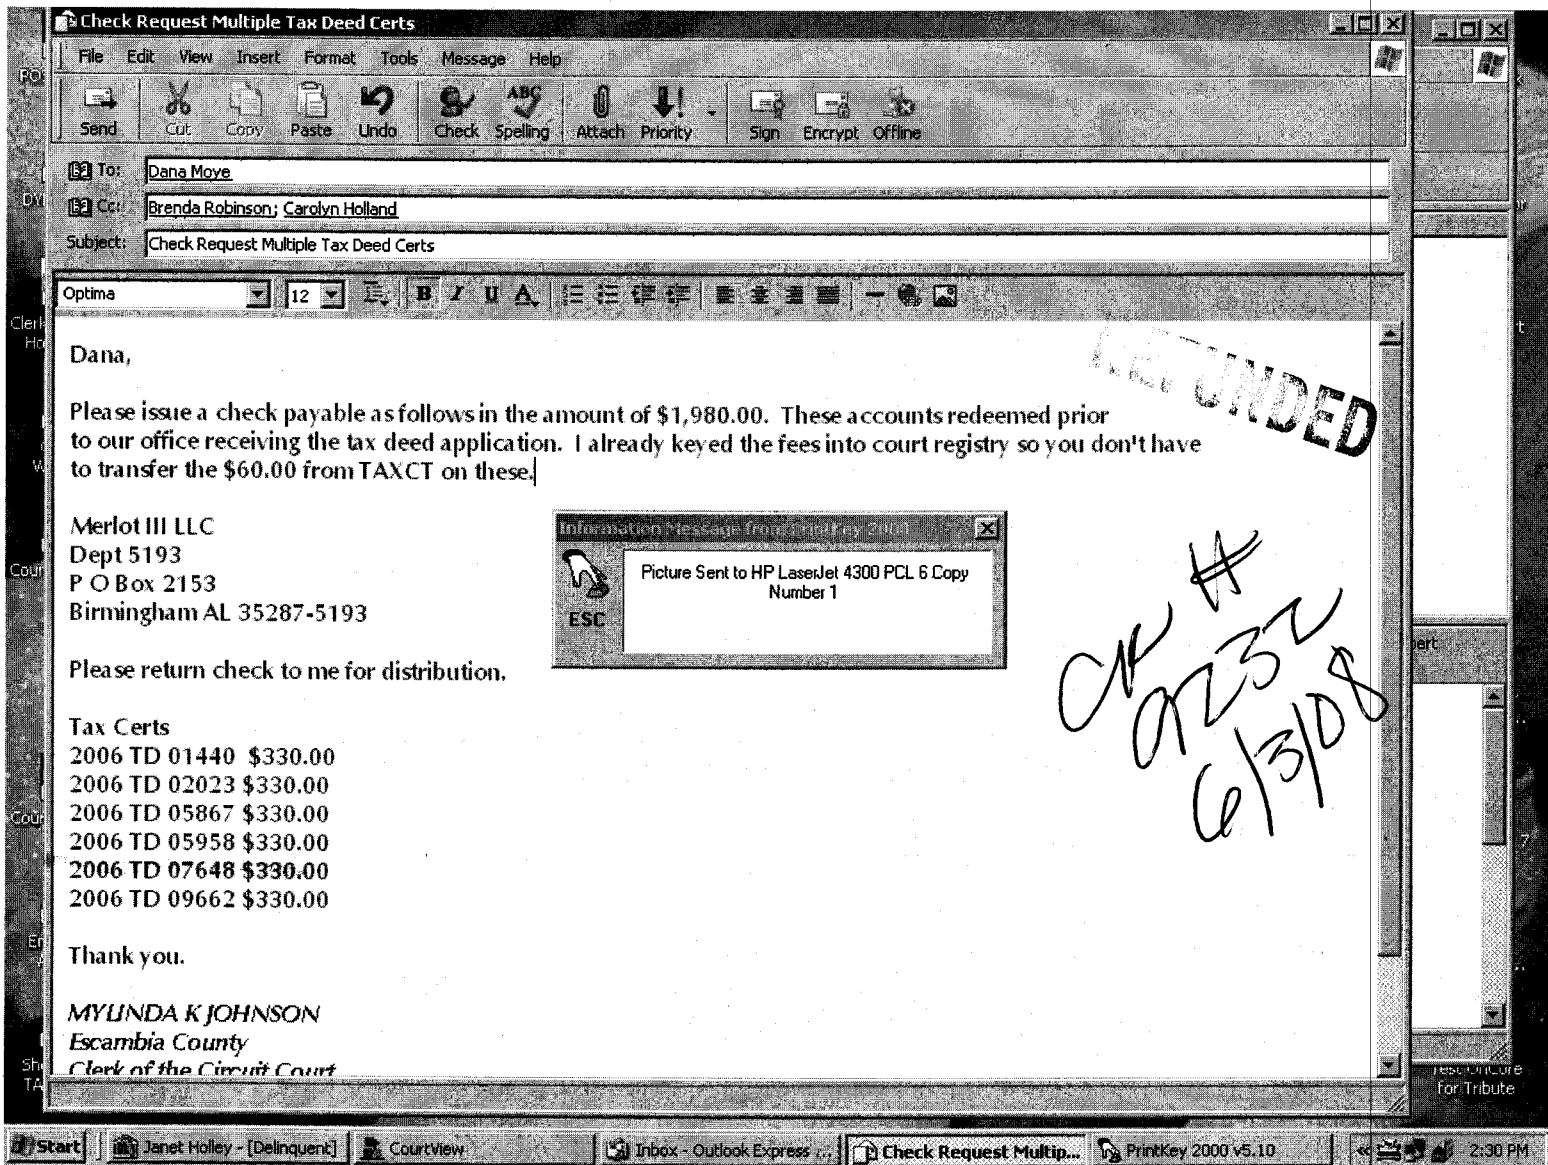 Check Request Multiple Tax Deed Certs
File Edit View Insert Format Tools Message Help
Send Cut Copy Paste Undo Check Spelling Attach Priority Sign Encrypt Offline
To: Dana Moye
Cc: Brenda Robinson; Carolyn Holland
Subject: Check Request Multiple Tax Deed Certs
Optima 12
REFUNDED
Dana,
Please issue a check payable as follows in the amount of $1,980.00. These accounts redeemed prior
to our office receiving the tax deed application. I already keyed the fees into court registry so you don't have
to transfer the $60.00 from TAXCT on these.
Merlot III LLC
Dept 5193
P O Box 2153
Birmingham AL 35287-5193
Information Message from PrintKey 2000
Picture Sent to HP LaserJet 4300 PCL 6 Copy
Number 1
ESC
CK #
9232
6/3/08
Please return check to me for distribution.
Tax Certs
2006 TD 01440 $330.00
2006 TD 02023 $330.00
2006 TD 05867 $330.00
2006 TD 05958 $330.00
2006 TD 07648 $330.00
2006 TD 09662 $330.00
Thank you.
MYLINDA K JOHNSON
Escambia County
Clerk of the Circuit Court
for Tribute
Start Janet Holley - [Delinquent] CourtView Inbox - Outlook Express ... Check Request Multip... PrintKey 2000 v5.10 2:30 PM